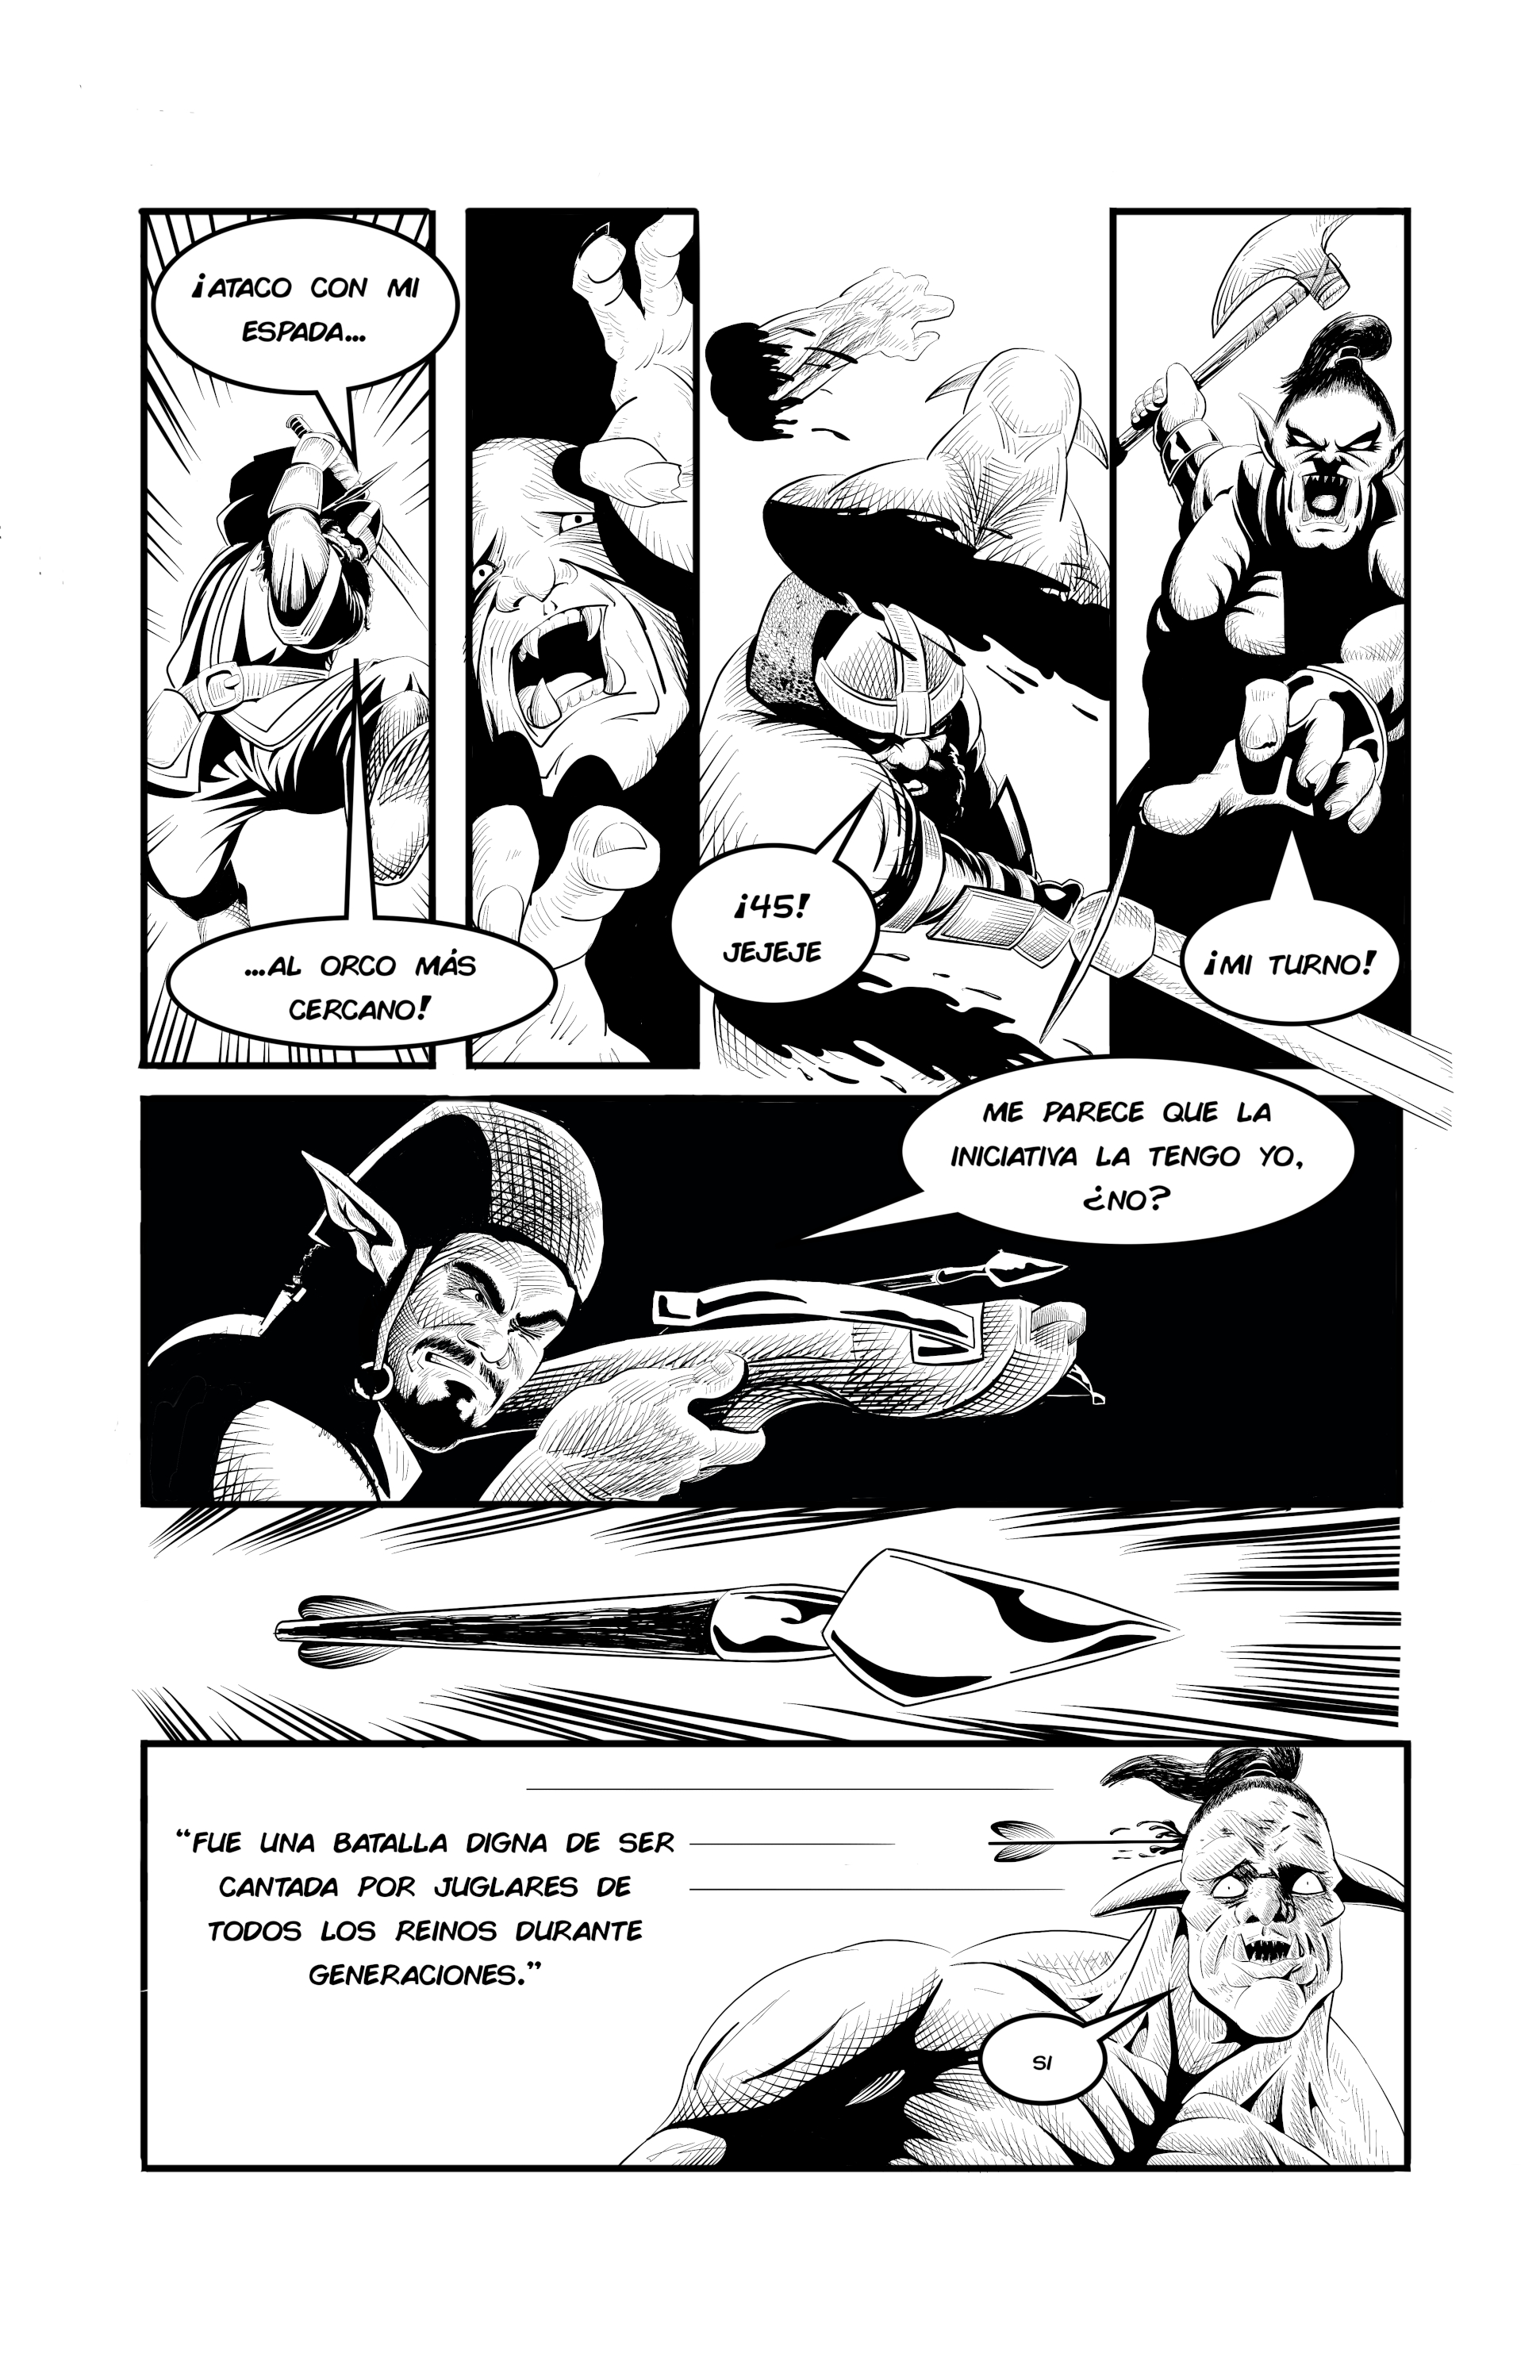 ¡ATACO CON MI
ESPADA...
...AL ORCO MÁS
CERCANO!
¡45!
JEJEJE
¡MI TURNO!
ME PARECE QUE LA
INICIATIVA LA TENGO YO,
¿NO?
"FUE UNA BATALLA DIGNA DE SER
CANTADA POR JUGLARES DE
TODOS LOS REINOS DURANTE
GENERACIONES."
SI